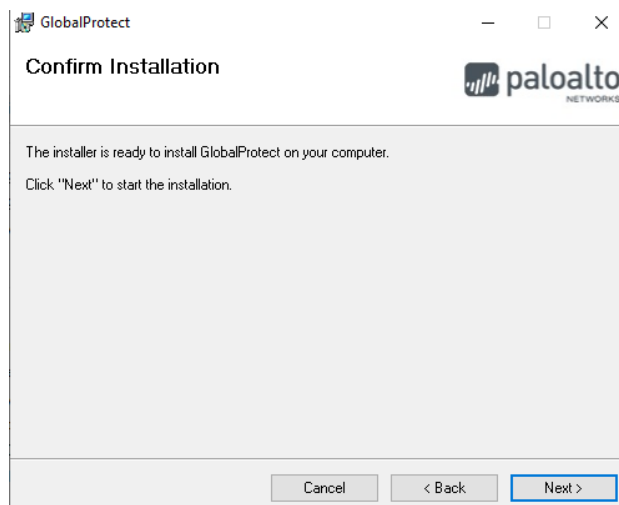 GlobalProtect
Confirm Installation
paloalto
NETWORKS
The installer is ready to install GlobalProtect on your computer.
Click "Next" to start the installation.
Cancel
< Back
Next >